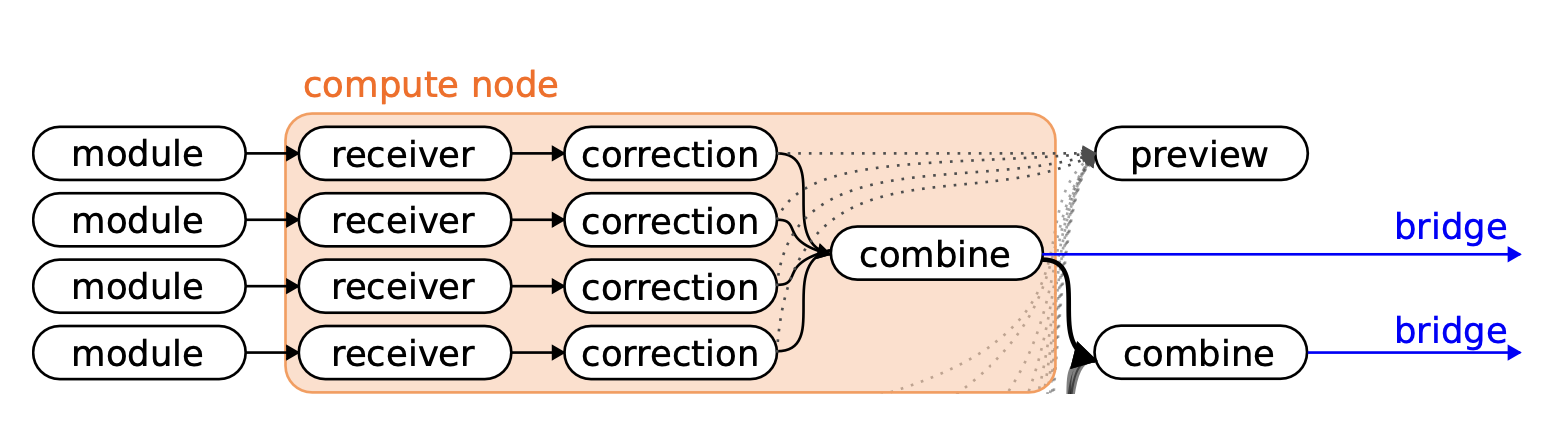 compute node
module receiver correction preview
module receiver correction
bridge
combine
module receiver correction
bridge
module receiver correction combine